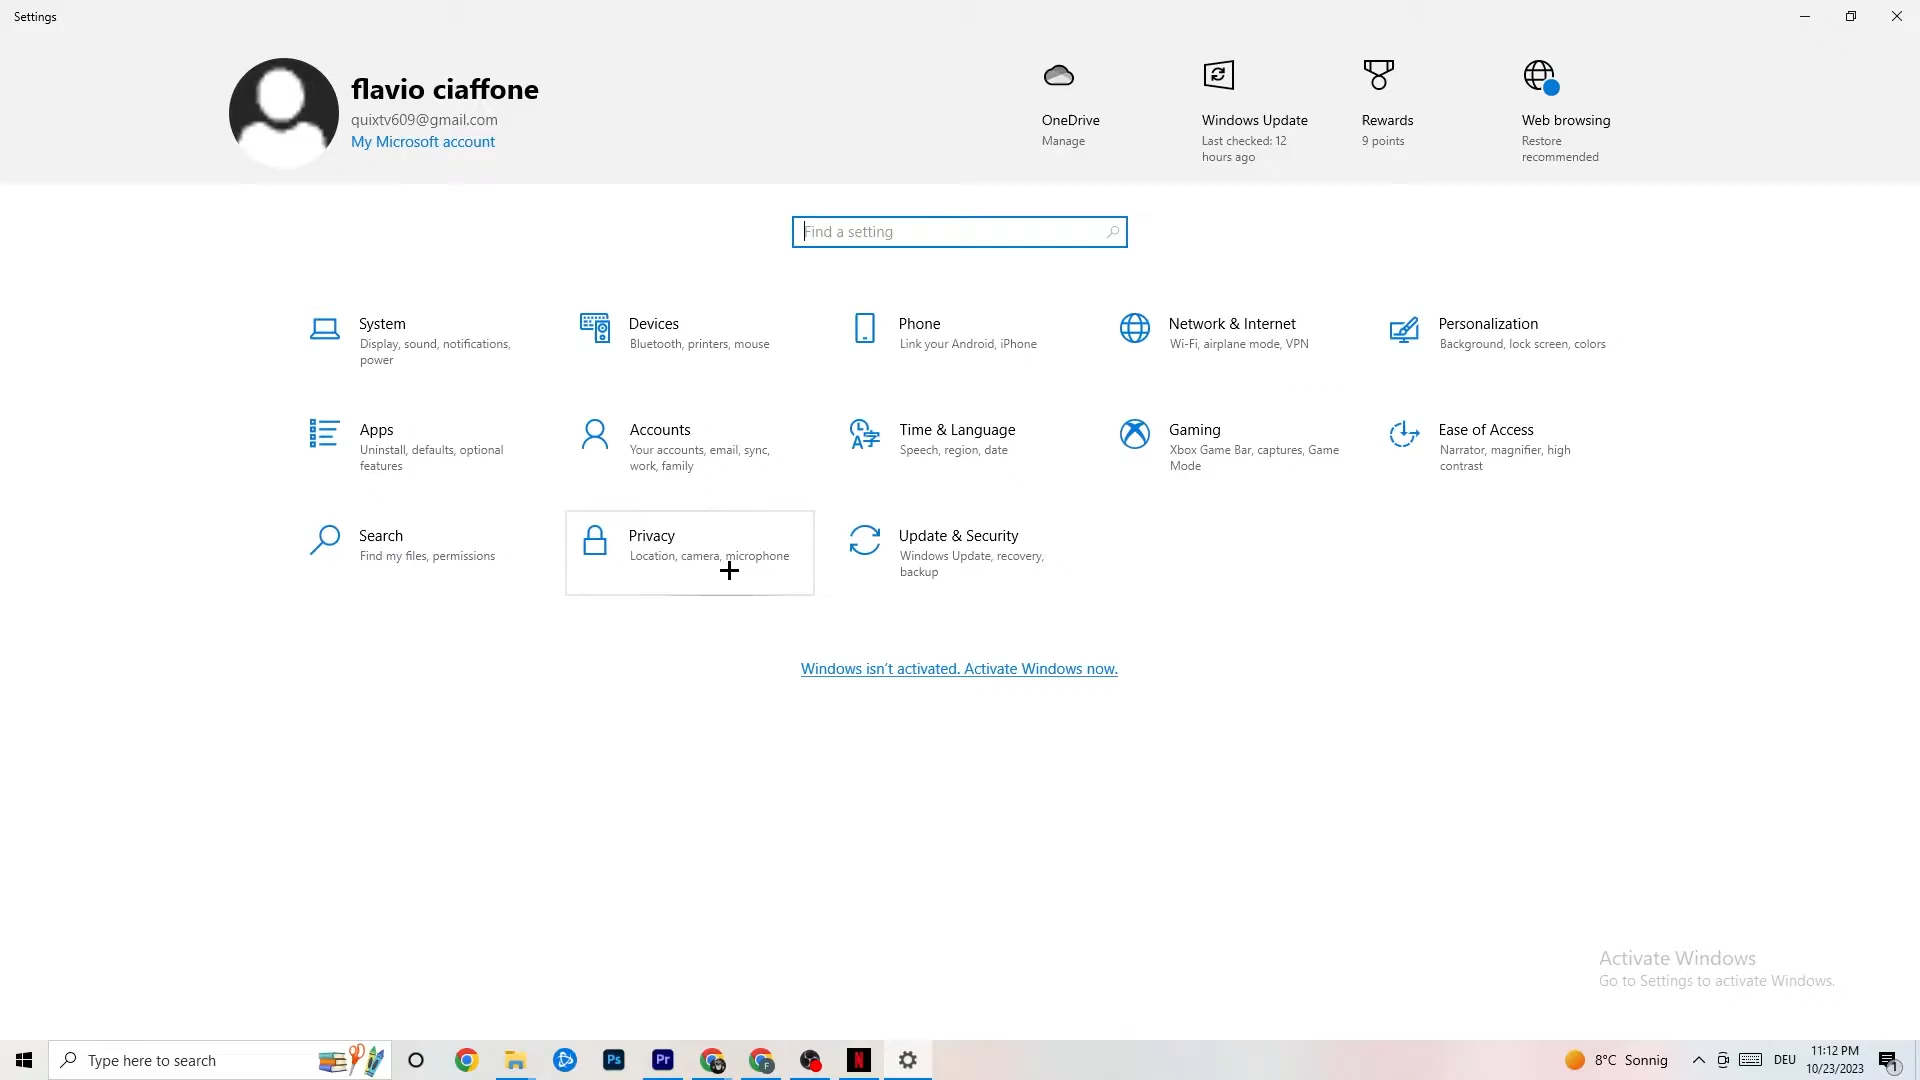 Settings
flavio ciaffone
quixtv609@gmail.com
My Microsoft account
OneDrive
Manage
Windows Update
Last checked: 12
hours ago
Rewards
9 points
Web browsing
Restore
recommended
Find a setting
System
Display, sound, notifications,
power
Devices
Bluetooth, printers, mouse
Phone
Link your Android, iPhone
Network & Internet
Wi-Fi, airplane mode, VPN
Personalization
Background, lock screen, colors
Apps
Uninstall, defaults, optional
features
Accounts
Your accounts, email, sync,
work, family
Time & Language
Speech, region, date
Gaming
Xbox Game Bar, captures, Game
Mode
Ease of Access
Narrator, magnifier, high
contrast
Search
Find my files, permissions
Privacy
Location, camera, microphone
Update & Security
Windows Update, recovery,
backup
Windows isn't activated. Activate Windows now.
Activate Windows
Go to Settings to activate Windows.
Type here to search
Ps
Pr
F
N
8°C Sonnig
DEU
11:12 PM
10/23/2023
1